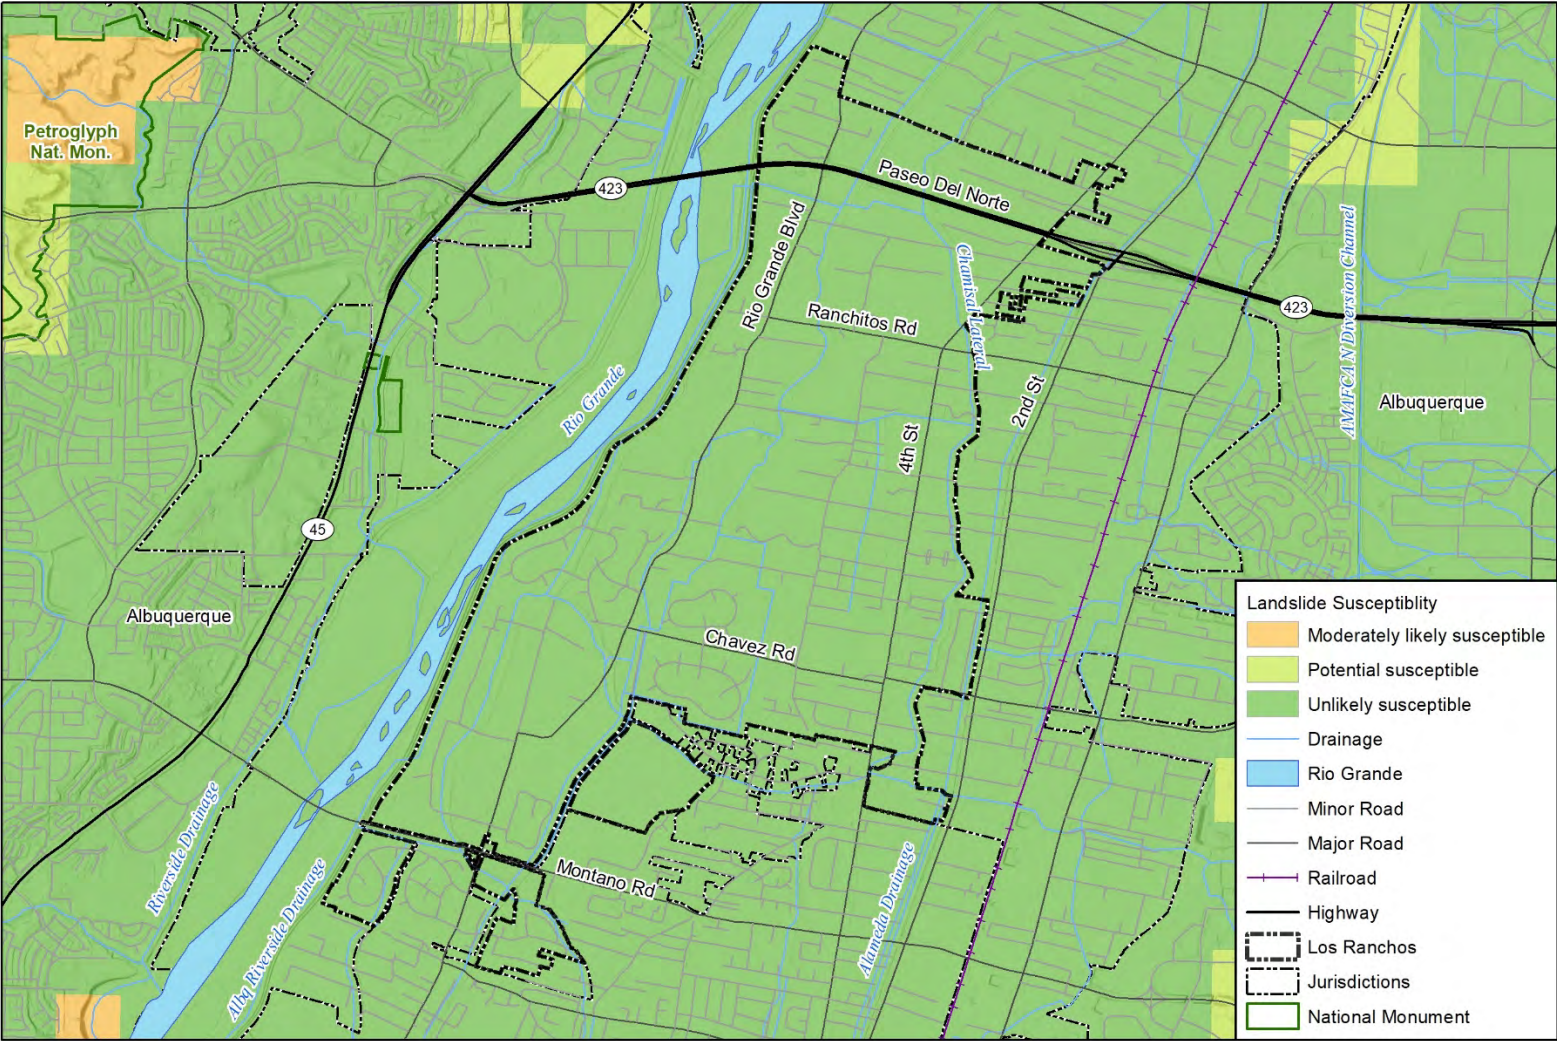 Petroglyph
Nat. Mon.
423
Paseo Del Norte
Rio Grande Blvd
Chamisal Lateral
Ranchitos Rd
423
AMAFCA N Diversion Channel
Rio Grande
2nd St
Albuquerque
4th St
45
Albuquerque
Chavez Rd
Riverside Drainage
Albq Riverside Drainage
Montano Rd
Alameda Drainage
Landslide Susceptiblity
Moderately likely susceptible
Potential susceptible
Unlikely susceptible
Drainage
Rio Grande
Minor Road
Major Road
Railroad
Highway
Los Ranchos
Jurisdictions
National Monument